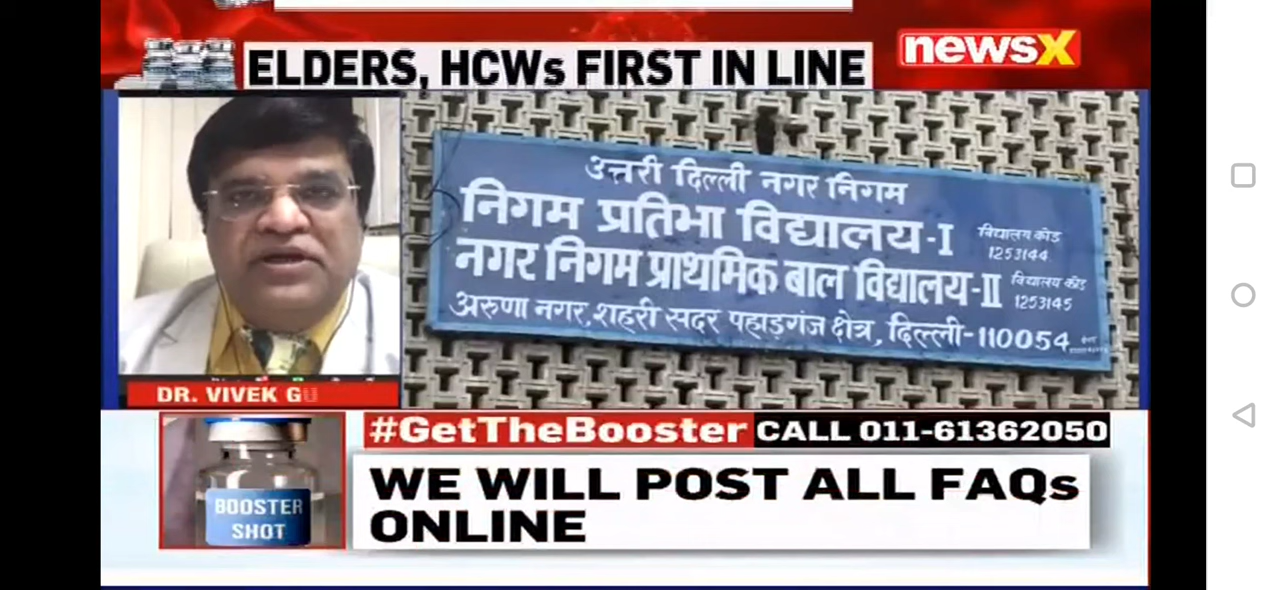 ELDERS, HCWs FIRST IN LINE
newsX
उत्तरी दिल्ली नगर निगम
निगम प्रतिभा विद्यालय-I
विद्यालय कोड
1253144
नगर निगम प्राथमिक बाल विद्यालय-II
विद्यालय कोड
1253145
अरुणा नगर, शहरी सदर पहाड़गंज क्षेत्र, दिल्ली-110054
DR. VIVEK GU
#GetTheBooster CALL 011-61362050
BOOSTER
SHOT
WE WILL POST ALL FAQs
ONLINE